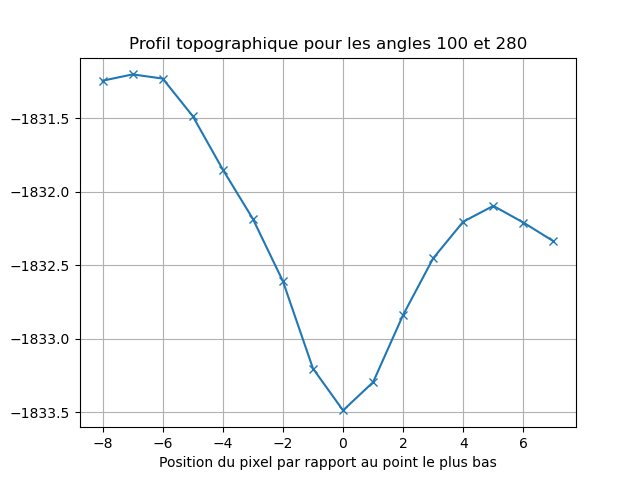 Profil topographique pour les angles 100 et 280
−1831.5
−1832.0
−1832.5
−1833.0
−1833.5
−8 −6 −4 −2 0 2 4 6
Position du pixel par rapport au point le plus bas